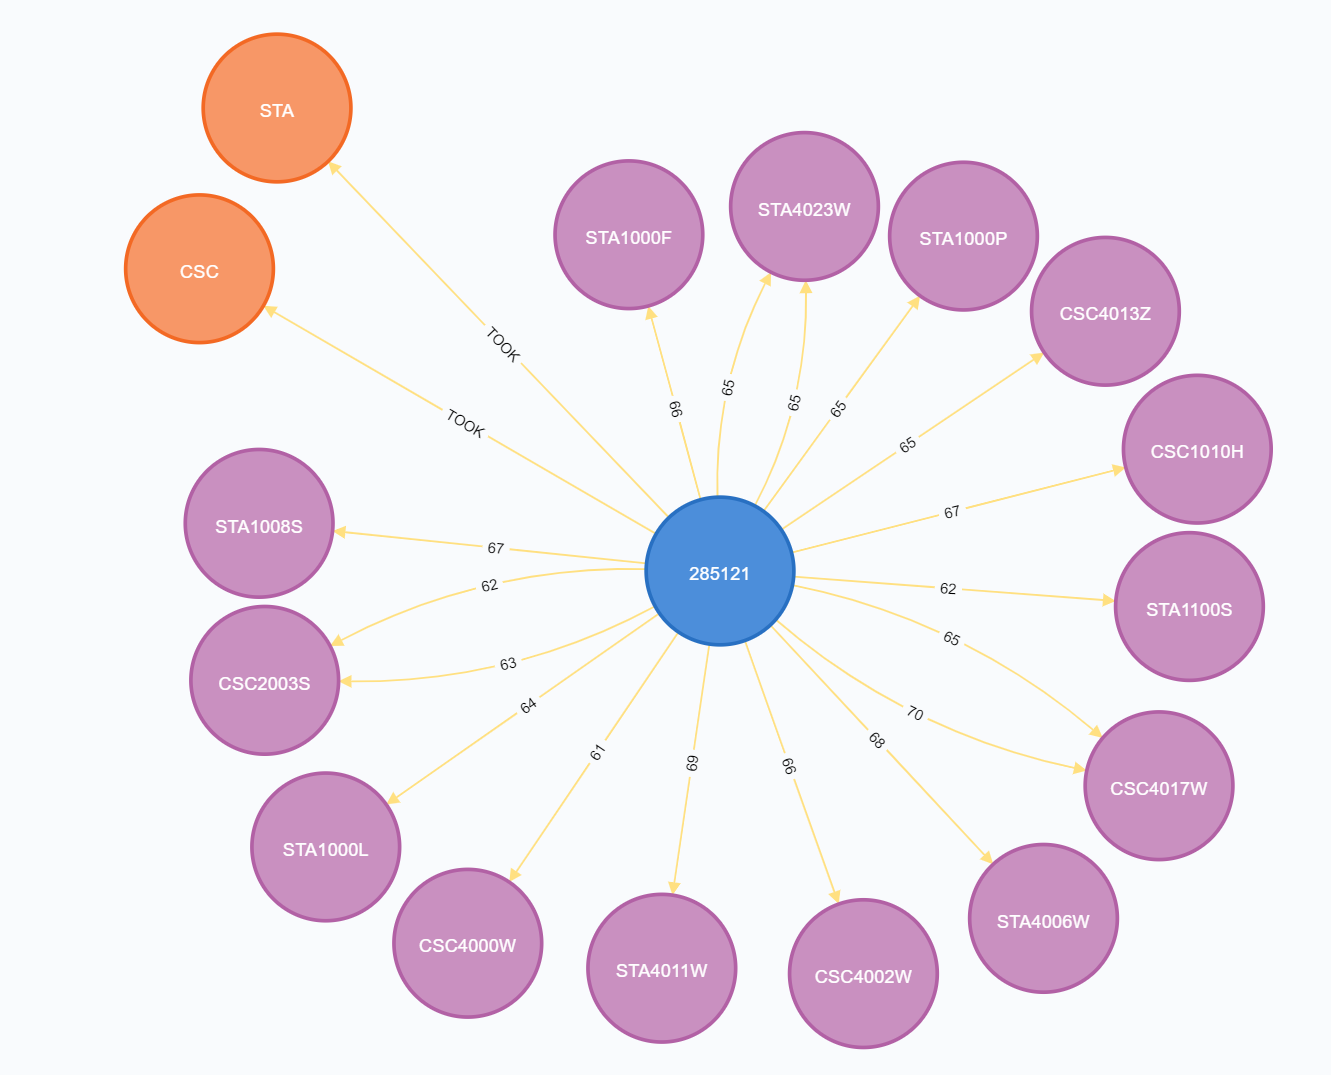 STA
STA4023W
STA1000F
STA1000P
CSC
CSC4013Z
TOOK
65
65
66
65
TOOK
65
CSC1010H
67
STA1008S
67
62
285121
62
STA1100S
65
CSC2003S
63
64
70
68
61
69
66
CSC4017W
STA1000L
STA4006W
CSC4000W
STA4011W
CSC4002W